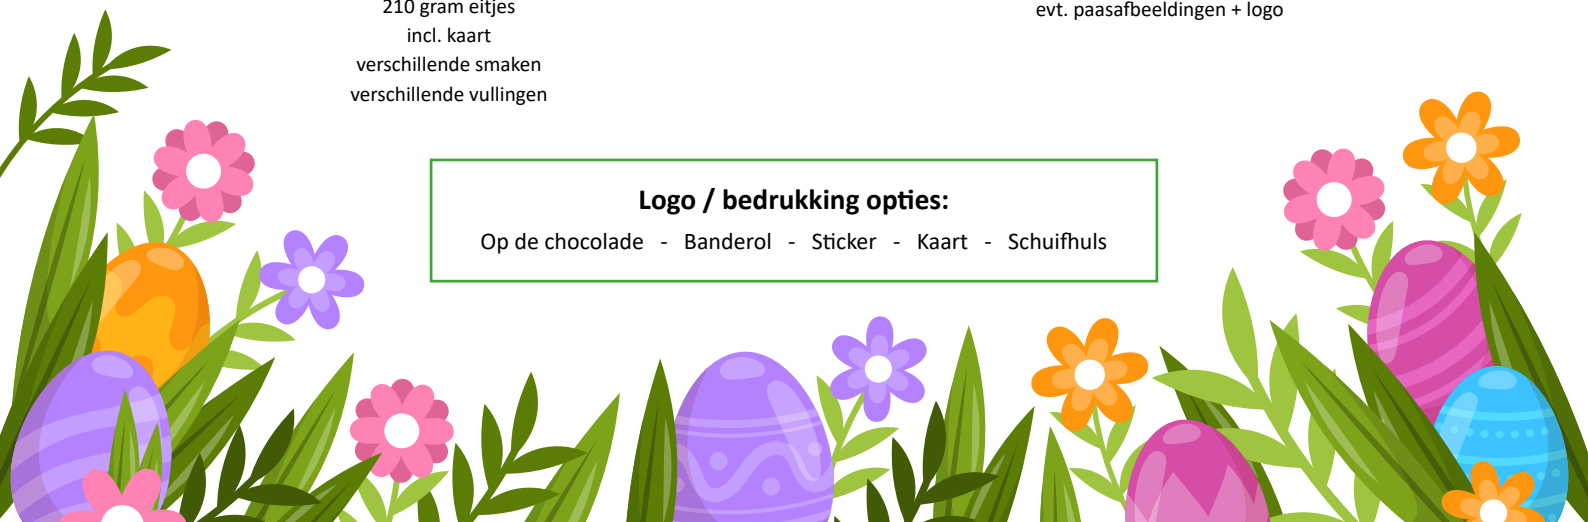 210 gram eitjes
incl. kaart
verschillende smaken
verschillende vullingen
evt. paasafbeeldingen + logo
Logo / bedrukking opties:
Op de chocolade - Banderol - Sticker - Kaart - Schuifhuls